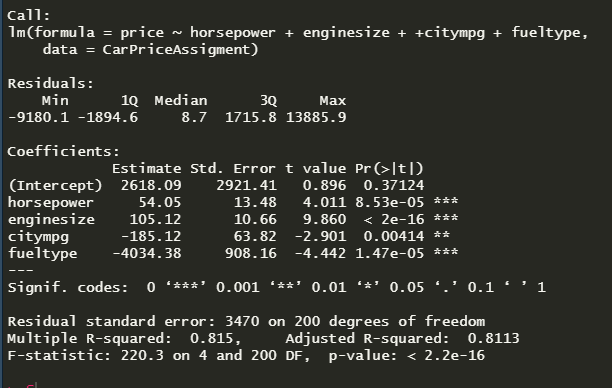 Call:
lm(formula = price ~ horsepower + enginesize + +citympg + fueltype,
    data = CarPriceAssigment)
Residuals:
    Min      1Q  Median      3Q     Max
-9180.1 -1894.6     8.7  1715.8 13885.9
Coefficients:
            Estimate Std. Error t value Pr(>|t|)
(Intercept)  2618.09    2921.41   0.896  0.37124
horsepower     54.05      13.48   4.011 8.53e-05 ***
enginesize    105.12      10.66   9.860  < 2e-16 ***
citympg      -185.12      63.82  -2.901  0.00414 **
fueltype    -4034.38     908.16  -4.442 1.47e-05 ***
---
Signif. codes:  0 ‘***’ 0.001 ‘**’ 0.01 ‘*’ 0.05 ‘.’ 0.1 ‘ ’ 1
Residual standard error: 3470 on 200 degrees of freedom
Multiple R-squared:  0.815,	Adjusted R-squared:  0.8113
F-statistic: 220.3 on 4 and 200 DF,  p-value: < 2.2e-16